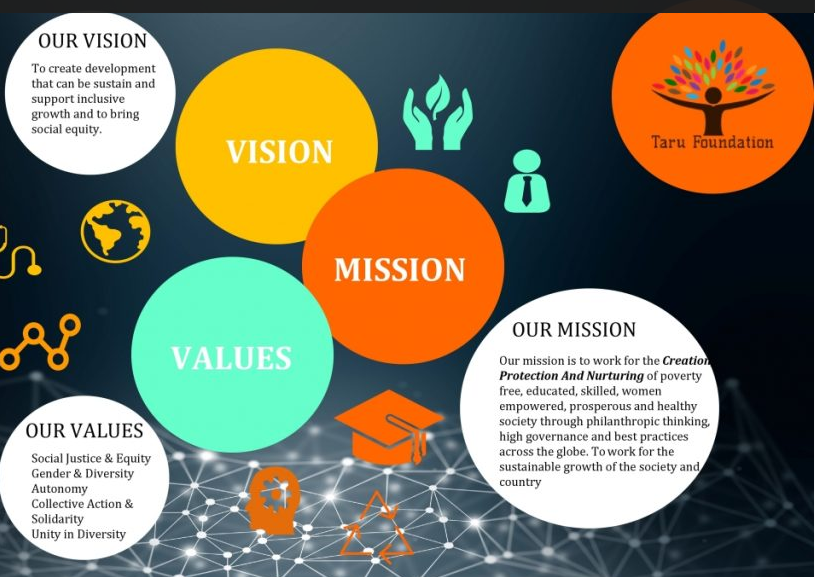 OUR VISION
To create development
that can be sustain and
support inclusive
growth and to bring
social equity.
VISION
Taru Foundation
MISSION
VALUES
OUR MISSION
Our mission is to work for the Creation
Protection And Nurturing of poverty
free, educated, skilled, women
empowered, prosperous and healthy
society through philanthropic thinking,
high governance and best practices
across the globe. To work for the
sustainable growth of the society and
country
OUR VALUES
Social Justice & Equity
Gender & Diversity
Autonomy
Collective Action &
Solidarity
Unity in Diversity